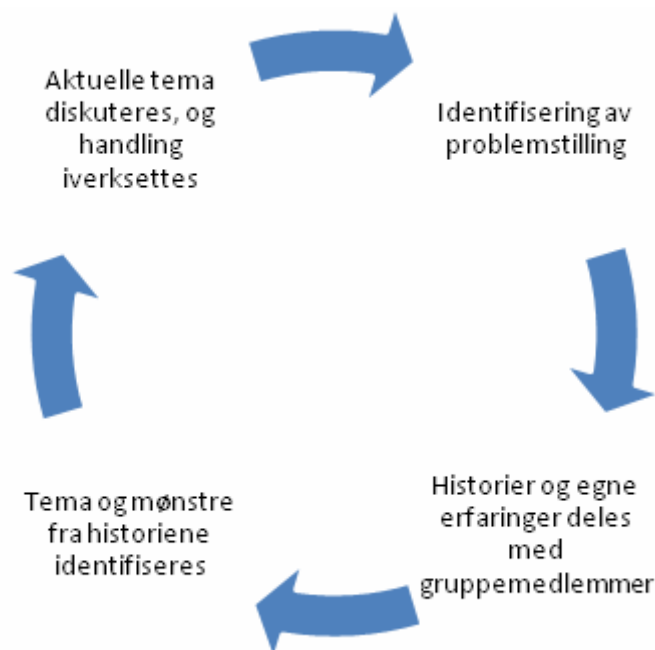 Aktuelle tema
diskuteres, og
handling
iverksettes
Identifisering av
problemstilling
Historier og egne
erfaringer deles
med
gruppemedlemmer
Tema og mønstre
fra historiene
identifiseres